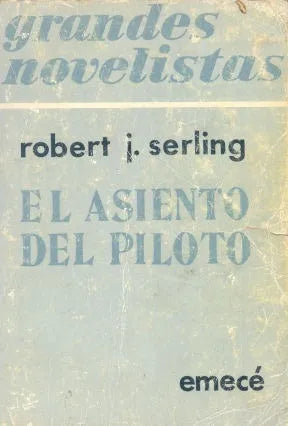 grandes
novelistas
robert j. serling
EL ASIENTO
DEL PILOTO
emecé